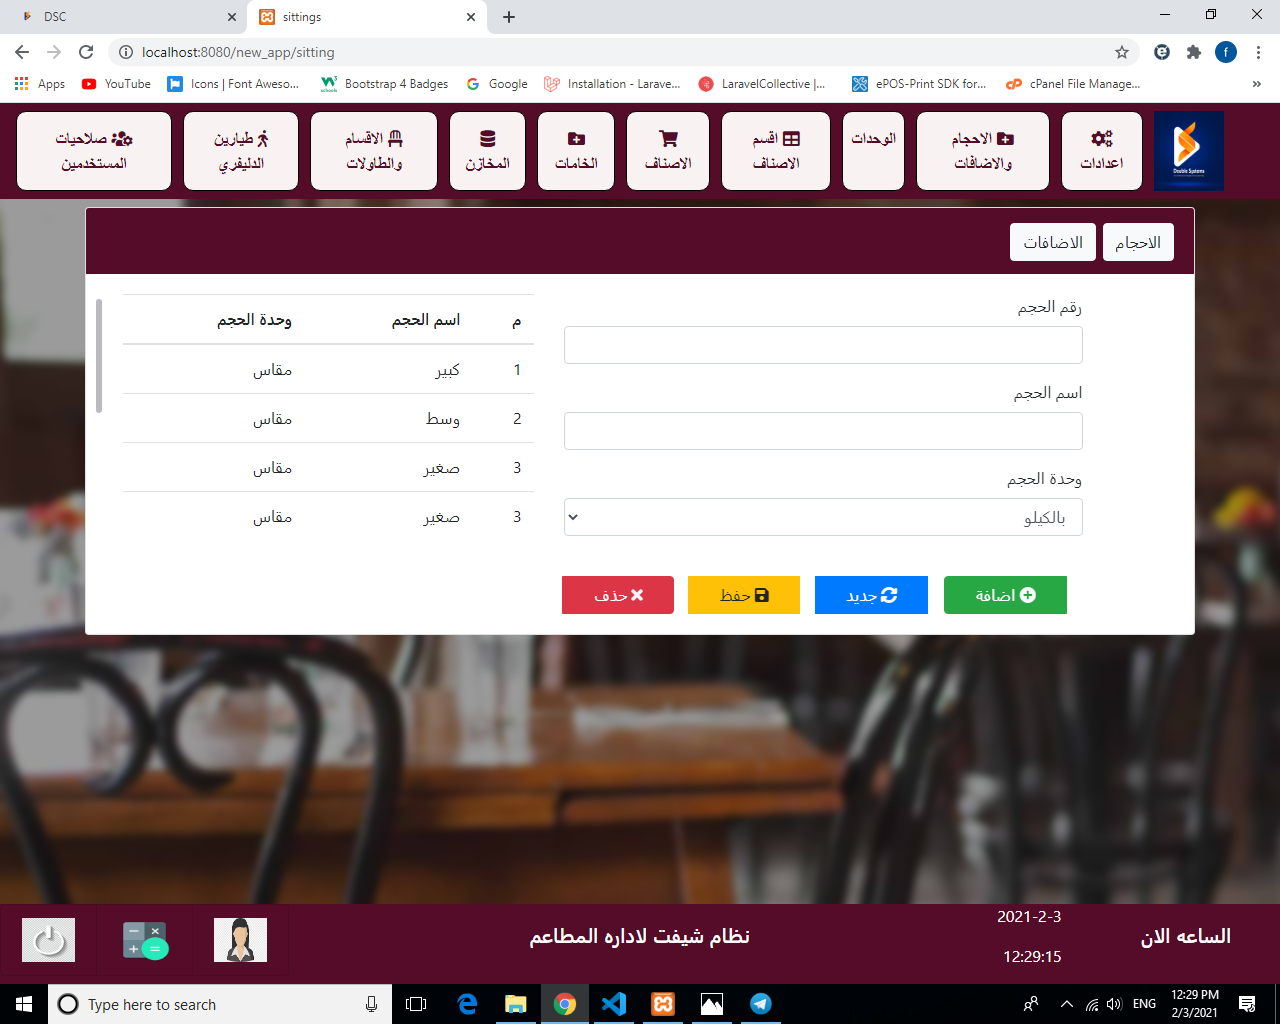 DSC
sittings
localhost:8080/new_app/sitting
f
Apps
YouTube
Icons | Font Aweso...
Bootstrap 4 Badges
Google
Installation - Larave...
LaravelCollective |...
ePOS-Print SDK for...
cPanel File Manage...
»
Double Systems
اعدادات
الاحجام
والاضافات
الوحدات
اقسم
الاصناف
الاصناف
الخامات
المخازن
الاقسام
والطاولات
طيارين
الدليفري
صلاحيات
المستخدمين
الاحجام
الاضافات
رقم الحجم
اسم الحجم
وحدة الحجم
بالكيلو
اضافة
جديد
حفظ
حذف
م اسم الحجم وحدة الحجم
1 كبير مقاس
2 وسط مقاس
3 صغير مقاس
3 صغير مقاس
الساعه الان
2021-2-3
12:29:15
نظام شيفت لاداره المطاعم
Type here to search
ENG
12:29 PM
2/3/2021